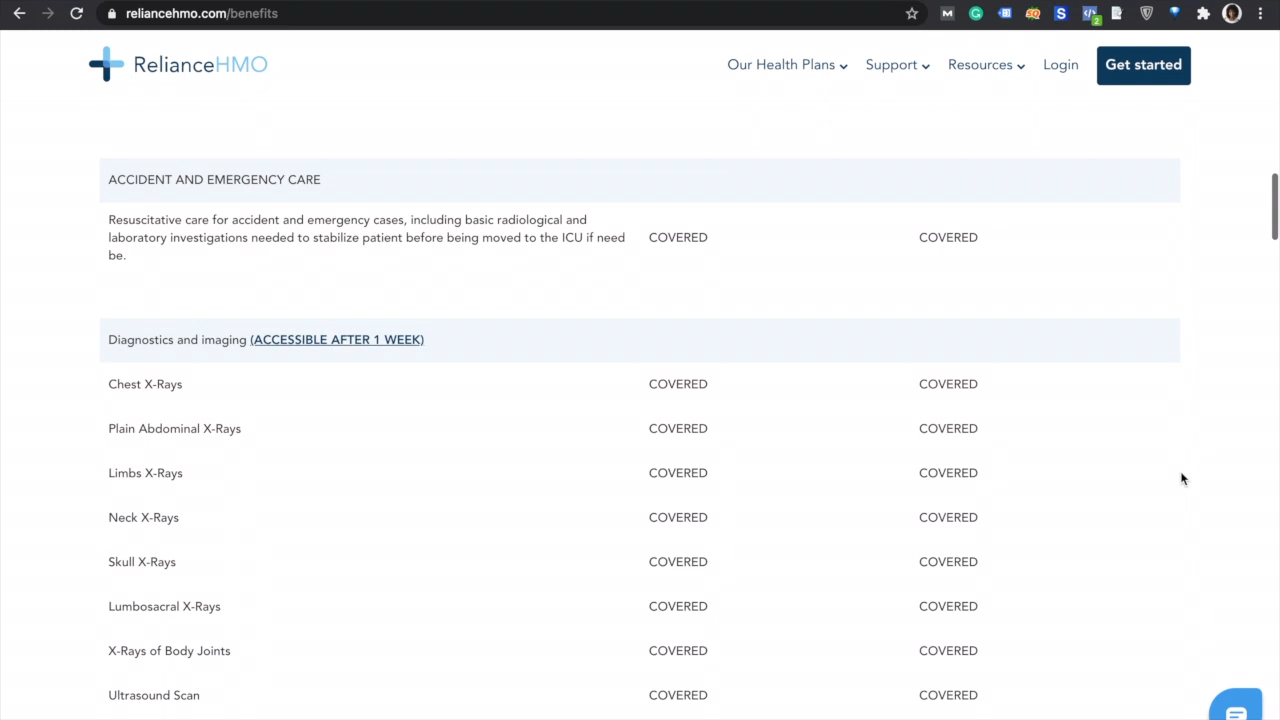 reliancehmo.com/benefits
2
RelianceHMO
Our Health Plans Support Resources Login Get started
ACCIDENT AND EMERGENCY CARE
Resuscitative care for accident and emergency cases, including basic radiological and
laboratory investigations needed to stabilize patient before being moved to the ICU if need
be.
COVERED COVERED
Diagnostics and imaging (ACCESSIBLE AFTER 1 WEEK)
Chest X-Rays COVERED COVERED
Plain Abdominal X-Rays COVERED COVERED
Limbs X-Rays COVERED COVERED
Neck X-Rays COVERED COVERED
Skull X-Rays COVERED COVERED
Lumbosacral X-Rays COVERED COVERED
X-Rays of Body Joints COVERED COVERED
Ultrasound Scan COVERED COVERED